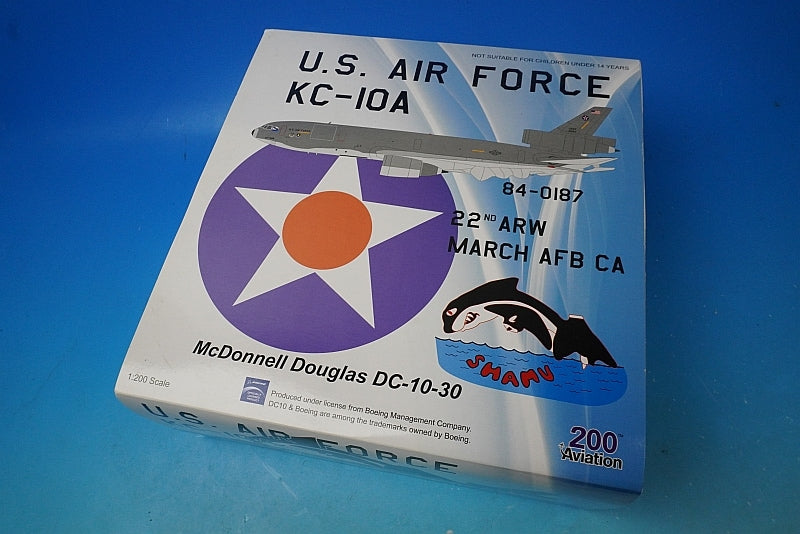 NOT SUITABLE FOR CHILDREN UNDER 14 YEARS
U.S. AIR FORCE
KC-10A
84-0187
22ND ARW
MARCH AFB CA
SHAMU
McDonnell Douglas DC-10-30
1:200 Scale
Produced under license from Boeing Management Company.
DC10 & Boeing are among the trademarks owned by Boeing.
200™
Aviation
U.S. AIR FORCE